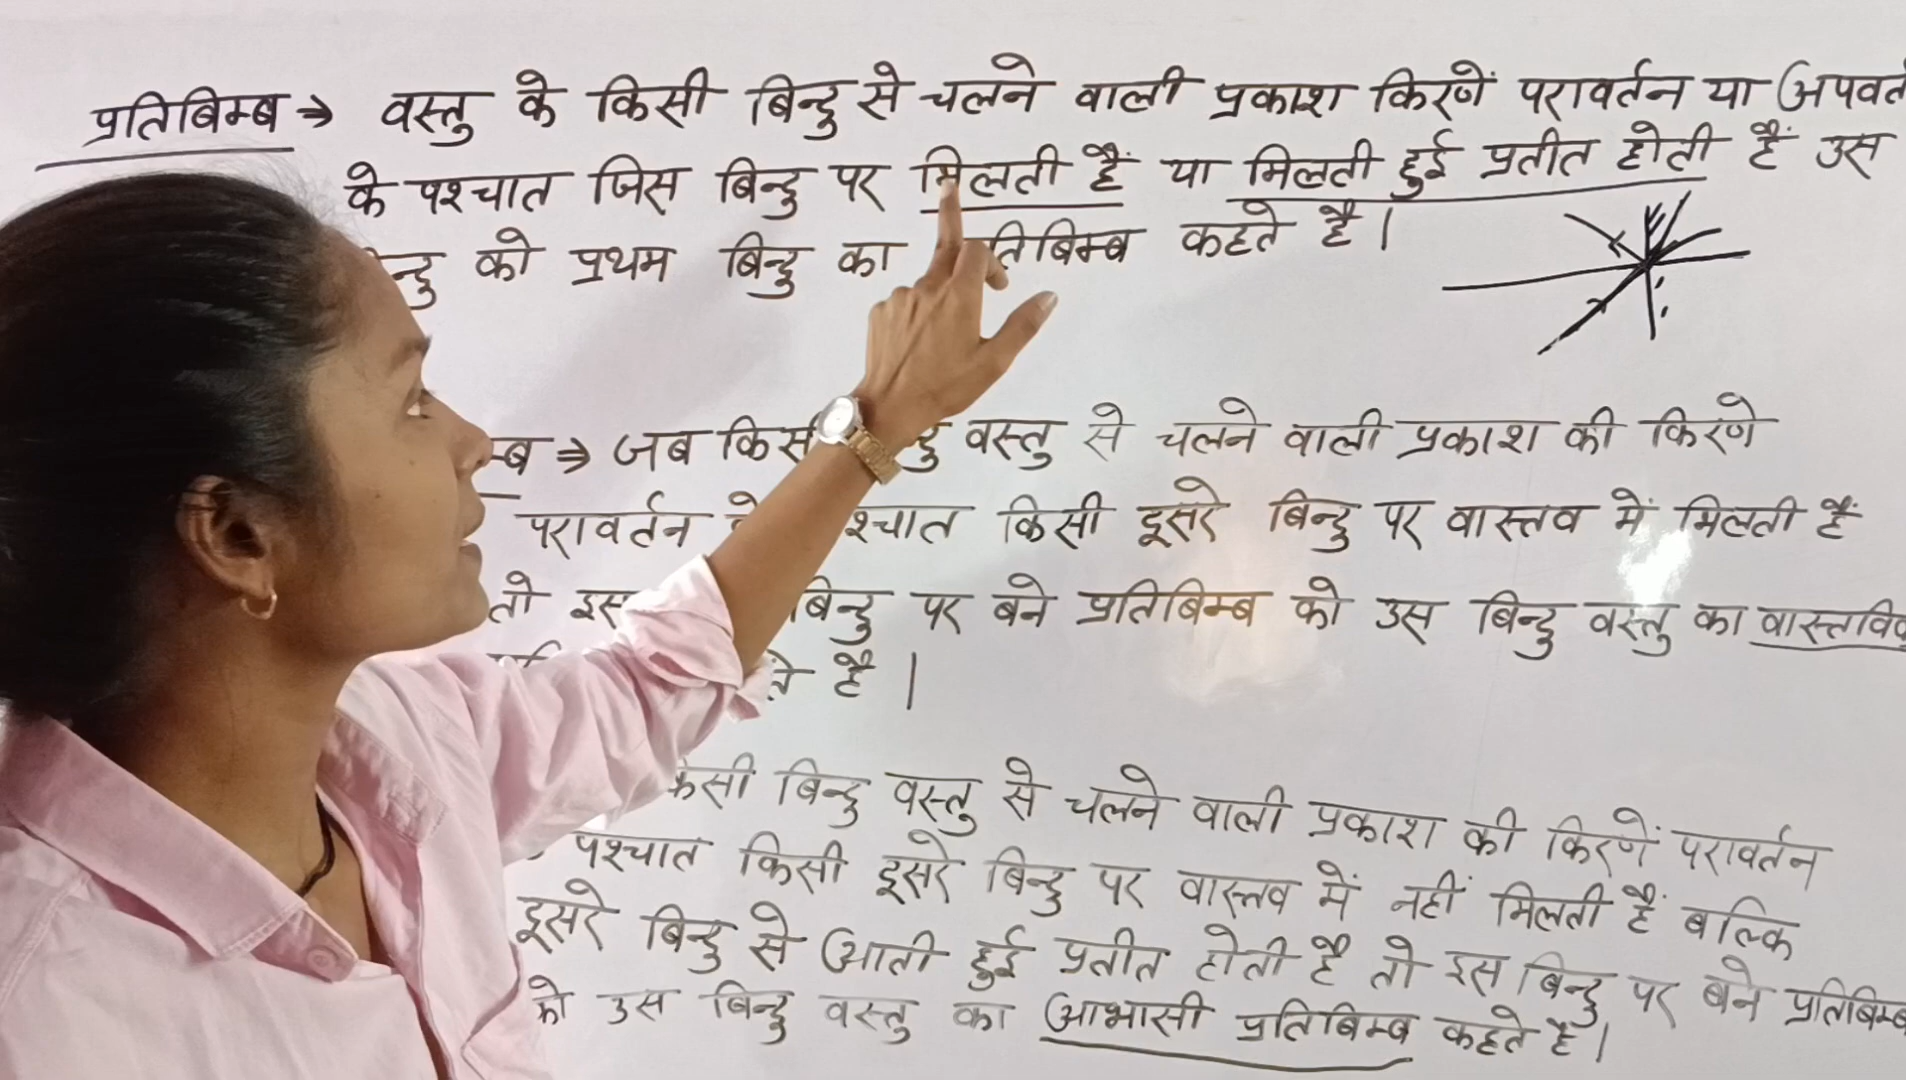 प्रतिबिम्ब → वस्तु के किसी बिन्दु से चलने वाली प्रकाश किरणें परावर्तन या अपवर्त
के पश्चात जिस बिन्दु पर मिलती हैं या मिलती हुई प्रतीत होती हैं उस
न्दु को प्रथम बिन्दु का तिबिम्ब कहते है।
म्ब ⇒ जब किस वस्तु से चलने वाली प्रकाश की किरणे
परावर्तन श्चात किसी दूसरे बिन्दु पर वास्तव में मिलती हैं
तो इस बिन्दु पर बने प्रतिबिम्ब को उस बिन्दु वस्तु का वास्तविक
है।
किसी बिन्दु वस्तु से चलने वाली प्रकाश की किरणें परावर्तन
पश्चात किसी दूसरे बिन्दु पर वास्तव में नहीं मिलती हैं बल्कि
दूसरे बिन्दु से आती हुई प्रतीत होती है तो इस बिन्दु पर बने प्रतिबिम्ब
को उस बिन्दु वस्तु का आभासी प्रतिबिम्ब कहते है।